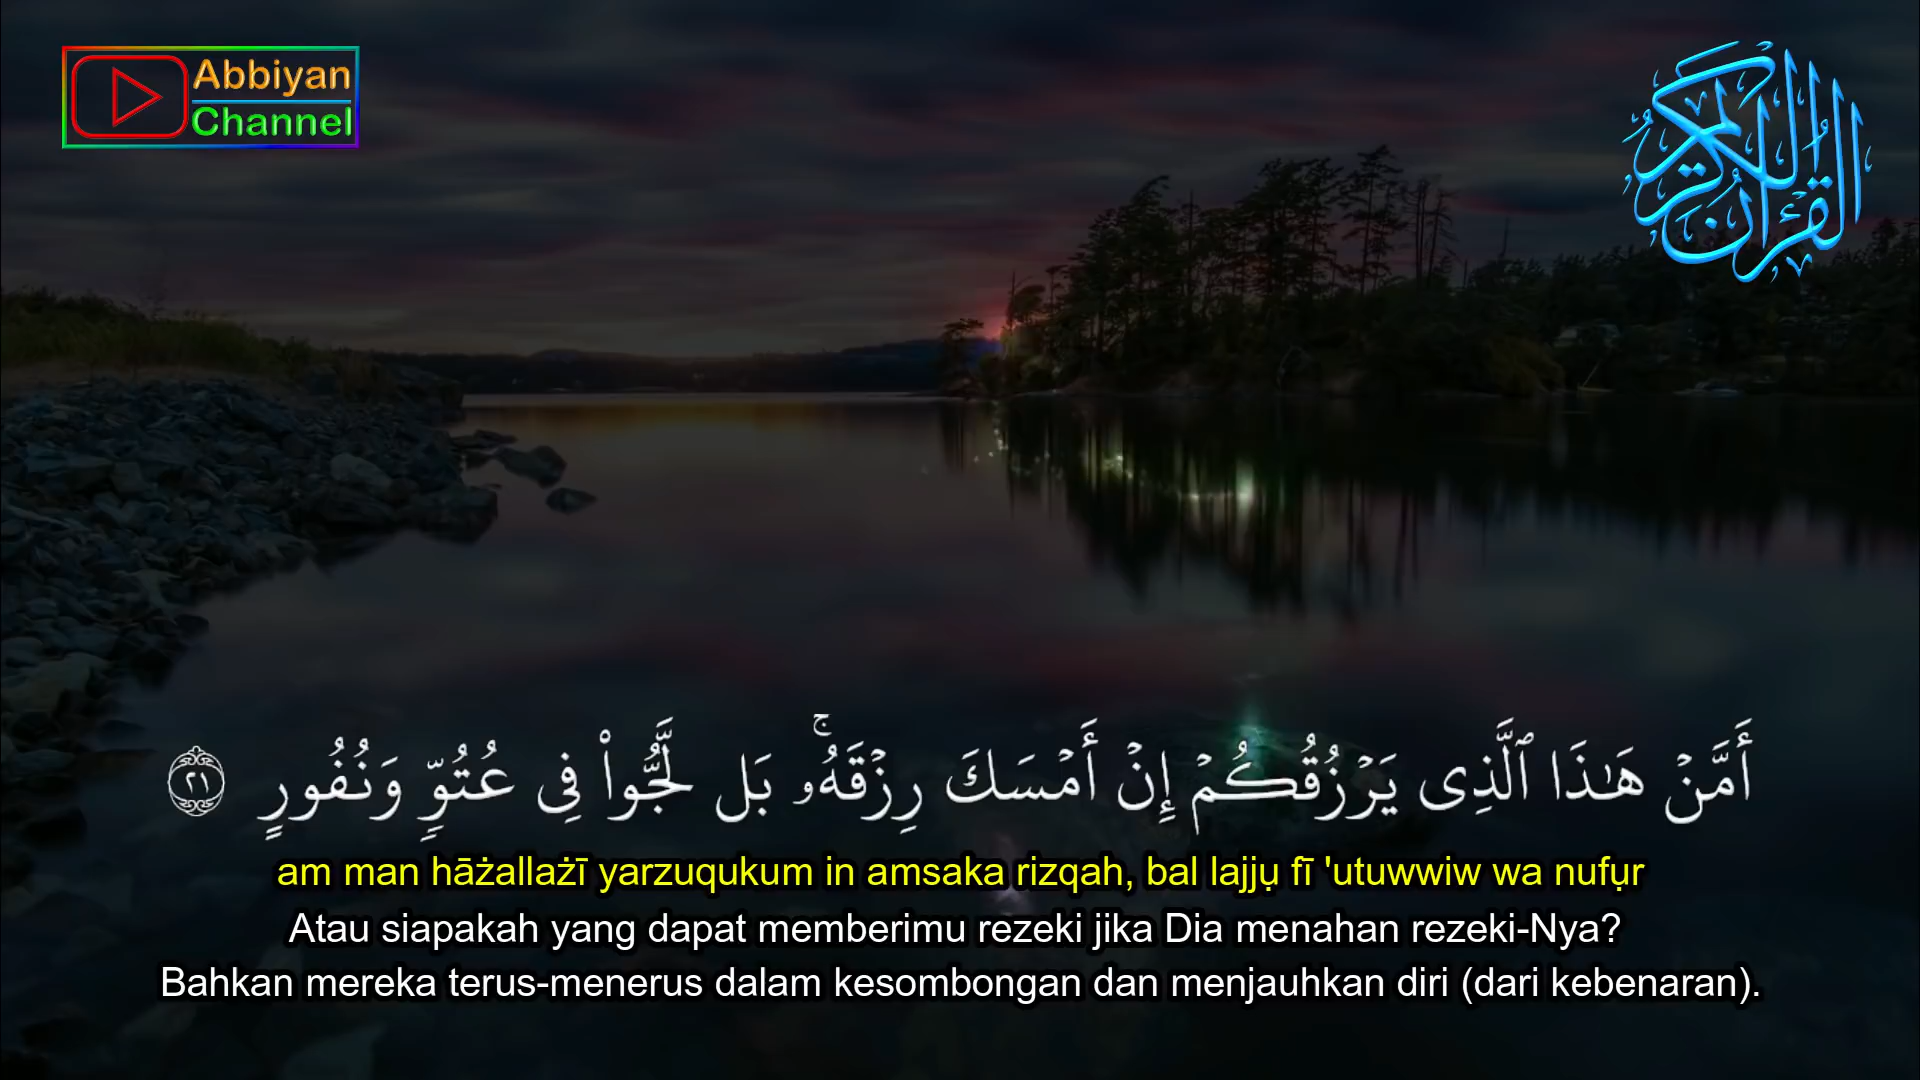 Abbiyan
Channel
القرآن الكريم
أَمَّنْ هَٰذَا ٱلَّذِى يَرْزُقُكُمْ إِنْ أَمْسَكَ رِزْقَهُۥ ۚ بَل لَّجُّوا۟ فِى عُتُوٍّ وَنُفُورٍ ٢١
am man hāżallażī yarzuqukum in amsaka rizqah, bal lajjụ fī 'utuwwiw wa nufụr
Atau siapakah yang dapat memberimu rezeki jika Dia menahan rezeki-Nya?
Bahkan mereka terus-menerus dalam kesombongan dan menjauhkan diri (dari kebenaran).